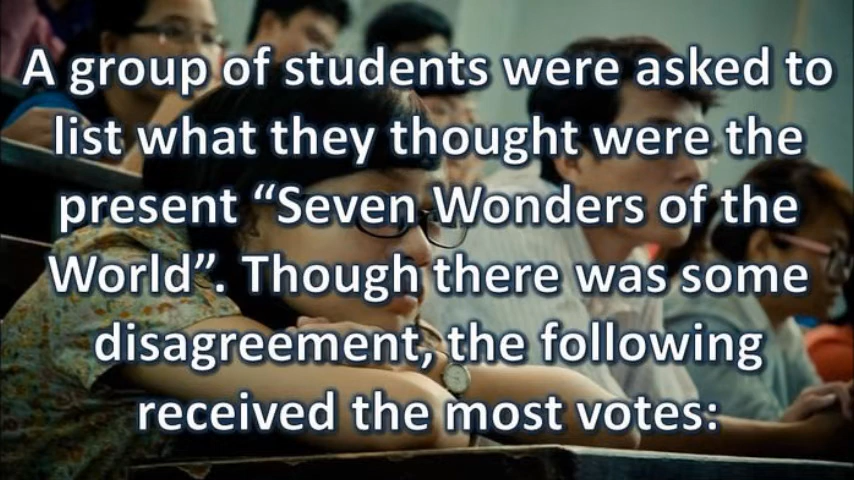 A group of students were asked to
list what they thought were the
present “Seven Wonders of the
World”. Though there was some
disagreement, the following
received the most votes: